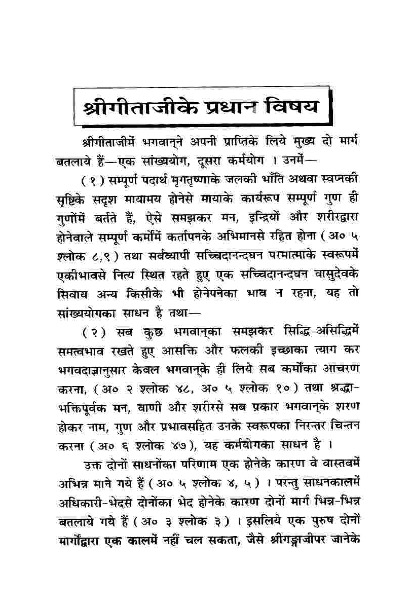 श्रीगीताजीके प्रधान विषय
श्रीगीताजीमें भगवान्‌ने अपनी प्राप्तिके लिये मुख्य दो मार्ग
बतलाये हैं—एक सांख्ययोग, दूसरा कर्मयोग । उनमें—
(१) सम्पूर्ण पदार्थ मृगतृष्णाके जलकी भाँति अथवा स्वप्नकी
सृष्टिके सदृश मायामय होनेसे मायाके कार्यरूप सम्पूर्ण गुण ही
गुणोंमें बर्तते हैं, ऐसे समझकर मन, इन्द्रियों और शरीरद्वारा
होनेवाले सम्पूर्ण कर्मोंमें कर्तापनके अभिमानसे रहित होना (अ० ५
श्लोक ८,९) तथा सर्वव्यापी सच्चिदानन्दघन परमात्माके स्वरूपमें
एकीभावसे नित्य स्थित रहते हुए एक सच्चिदानन्दघन वासुदेवके
सिवाय अन्य किसीके भी होनेपनेका भाव न रहना, यह तो
सांख्ययोगका साधन है तथा—
(२) सब कुछ भगवान्‌का समझकर सिद्धि-असिद्धिमें
समत्वभाव रखते हुए आसक्ति और फलकी इच्छाका त्याग कर
भगवदाज्ञानुसार केवल भगवान्‌के ही लिये सब कर्मोंका आचरण
करना, (अ० २ श्लोक ४८, अ० ५ श्लोक १०) तथा श्रद्धा-
भक्तिपूर्वक मन, वाणी और शरीरसे सब प्रकार भगवान्‌के शरण
होकर नाम, गुण और प्रभावसहित उनके स्वरूपका निरन्तर चिन्तन
करना (अ० ६ श्लोक ४७), यह कर्मयोगका साधन है ।
उक्त दोनों साधनोंका परिणाम एक होनेके कारण वे वास्तवमें
अभिन्न माने गये हैं (अ० ५ श्लोक ४, ५) । परन्तु साधनकालमें
अधिकारी-भेदसे दोनोंका भेद होनेके कारण दोनों मार्ग भिन्न-भिन्न
बतलाये गये हैं (अ० ३ श्लोक ३) । इसलिये एक पुरुष दोनों
मार्गोंद्वारा एक कालमें नहीं चल सकता, जैसे श्रीगङ्गाजीपर जानेके